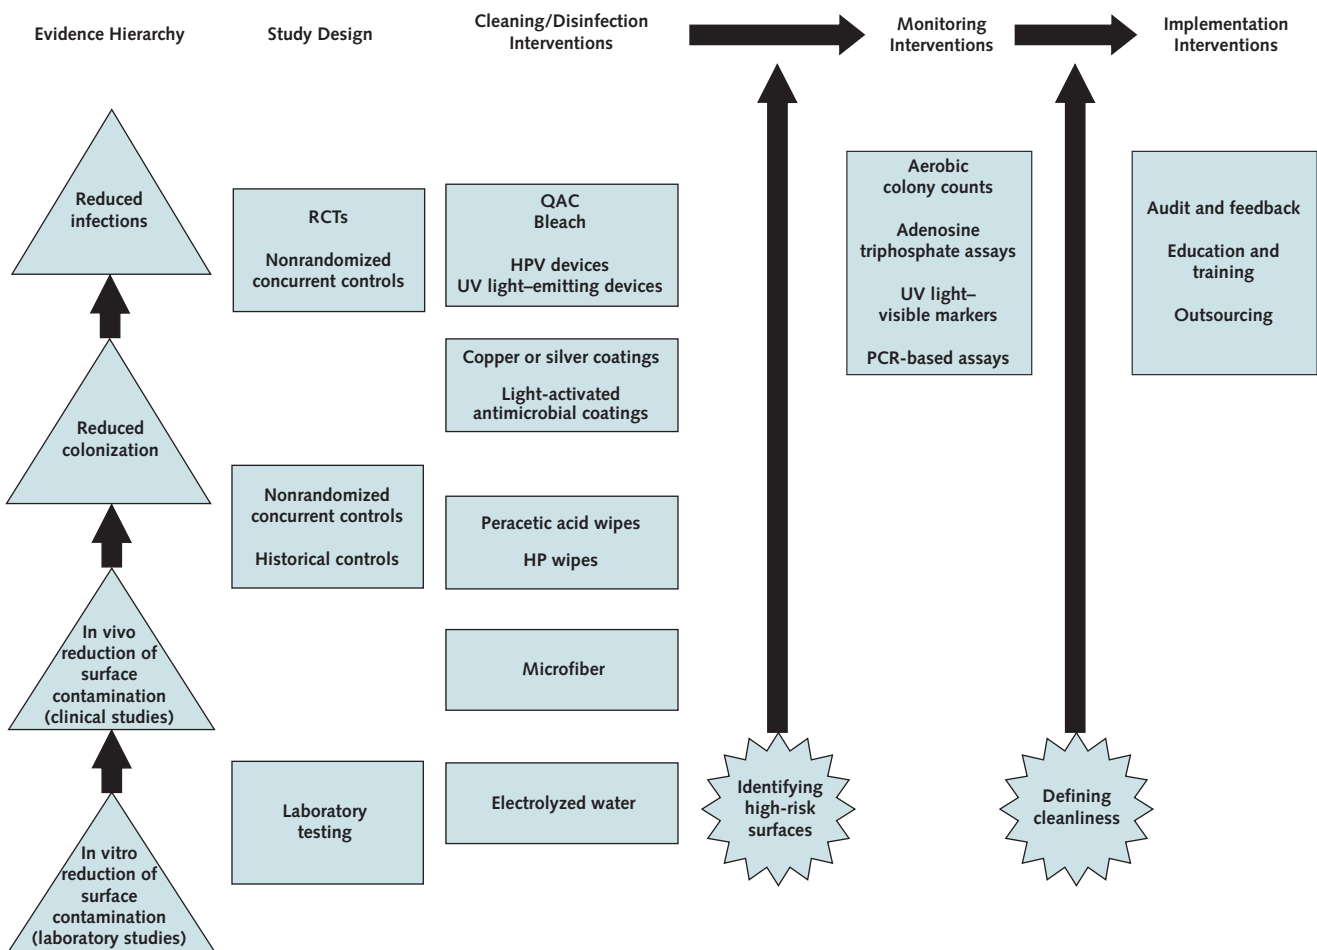 Evidence Hierarchy
Study Design
Cleaning/Disinfection
Interventions
Monitoring
Interventions
Implementation
Interventions
Reduced
infections
Reduced
colonization
In vivo
reduction of
surface
contamination
(clinical studies)
In vitro
reduction of
surface
contamination
(laboratory studies)
RCTs
Nonrandomized
concurrent controls
Nonrandomized
concurrent controls
Historical controls
Laboratory
testing
QAC
Bleach
HPV devices
UV light–emitting devices
Copper or silver coatings
Light-activated
antimicrobial coatings
Peracetic acid wipes
HP wipes
Microfiber
Electrolyzed water
Identifying
high-risk
surfaces
Aerobic
colony counts
Adenosine
triphosphate assays
UV light–
visible markers
PCR-based assays
Defining
cleanliness
Audit and feedback
Education and
training
Outsourcing